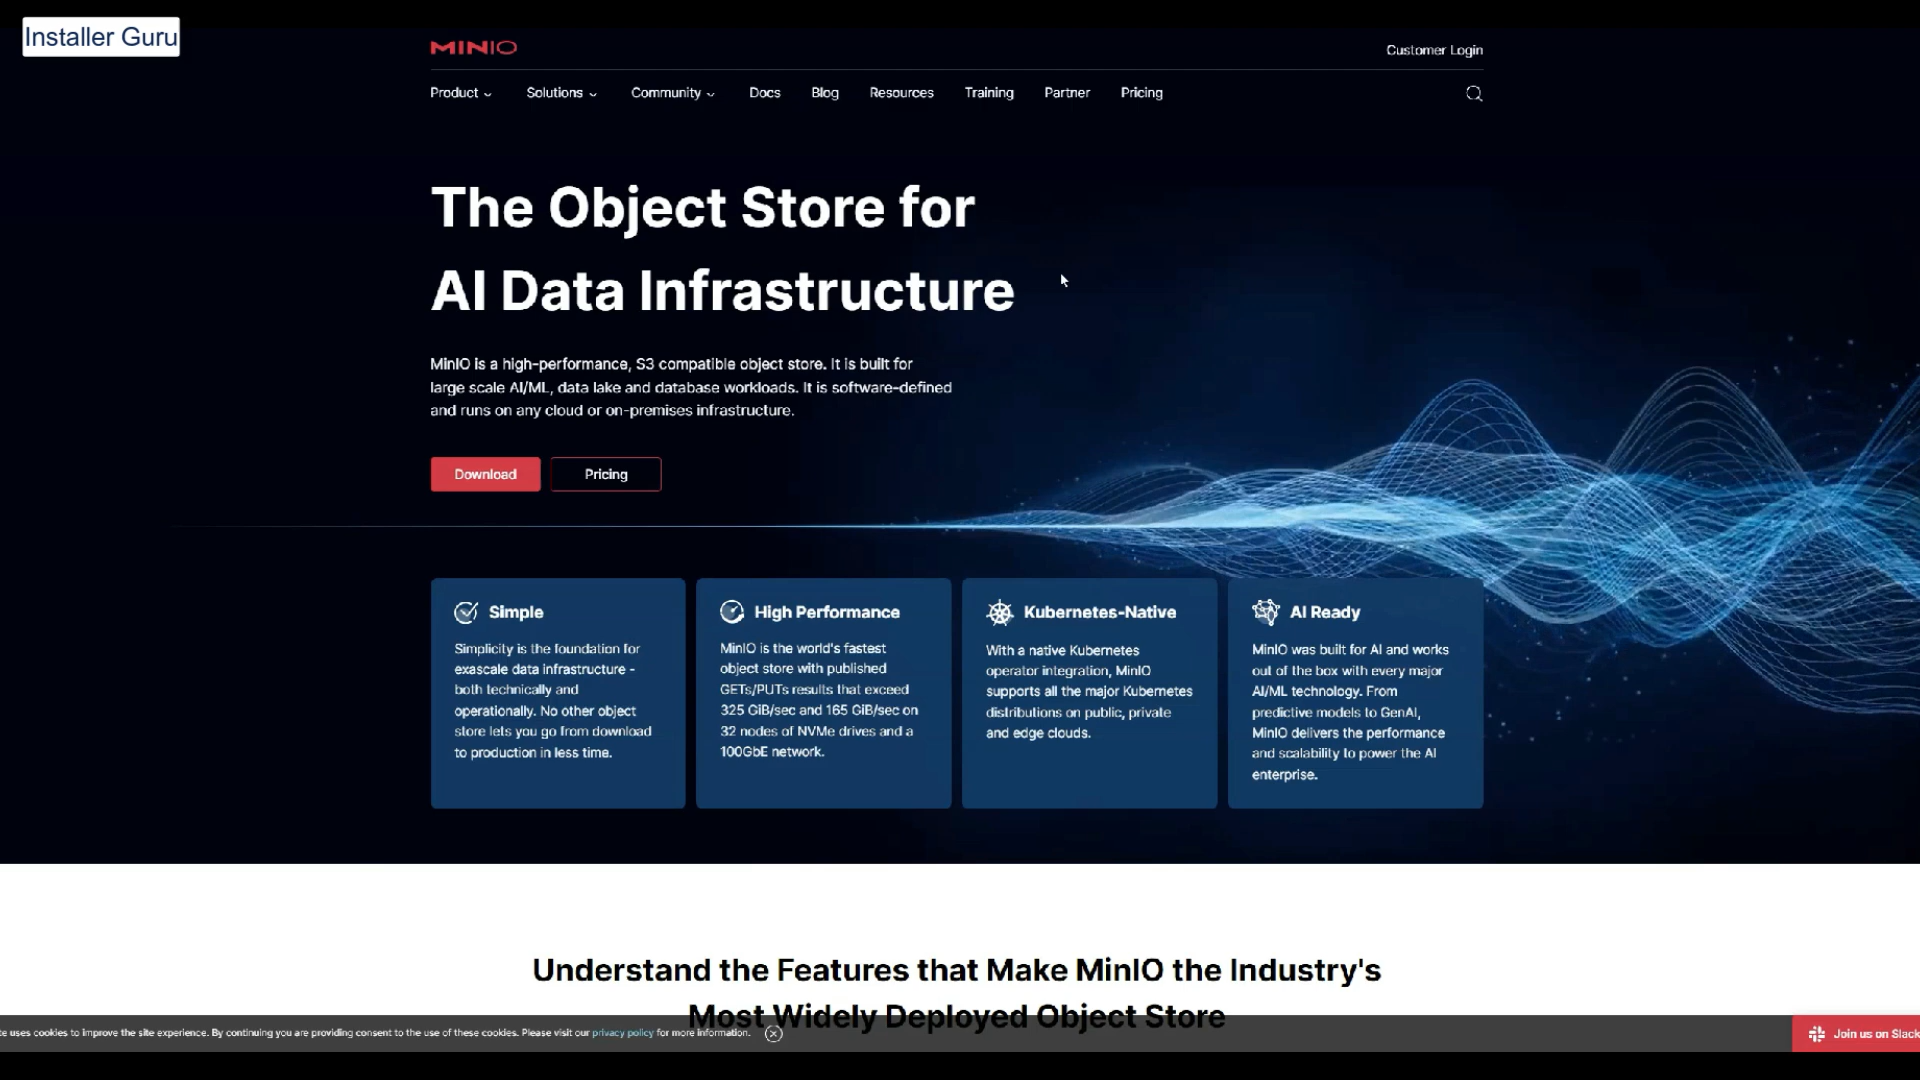 Installer Guru
MINIO
Customer Login
Product
Solutions
Community
Docs
Blog
Resources
Training
Partner
Pricing
The Object Store for
AI Data Infrastructure
MinIO is a high-performance, S3 compatible object store. It is built for
large scale AI/ML, data lake and database workloads. It is software-defined
and runs on any cloud or on-premises infrastructure.
Download
Pricing
Simple
Simplicity is the foundation for
exascale data infrastructure -
both technically and
operationally. No other object
store lets you go from download
to production in less time.
High Performance
MinIO is the world's fastest
object store with published
GETs/PUTs results that exceed
325 GiB/sec and 165 GiB/sec on
32 nodes of NVMe drives and a
100GbE network.
Kubernetes-Native
With a native Kubernetes
operator integration, MinIO
supports all the major Kubernetes
distributions on public, private
and edge clouds.
AI Ready
MinIO was built for AI and works
out of the box with every major
AI/ML technology. From
predictive models to GenAI,
MinIO delivers the performance
and scalability to power the AI
enterprise.
Understand the Features that Make MinIO the Industry's
Most Widely Deployed Object Store
uses cookies to improve the site experience. By continuing you are providing consent to the use of these cookies. Please visit our privacy policy for more information.
Join us on Slack